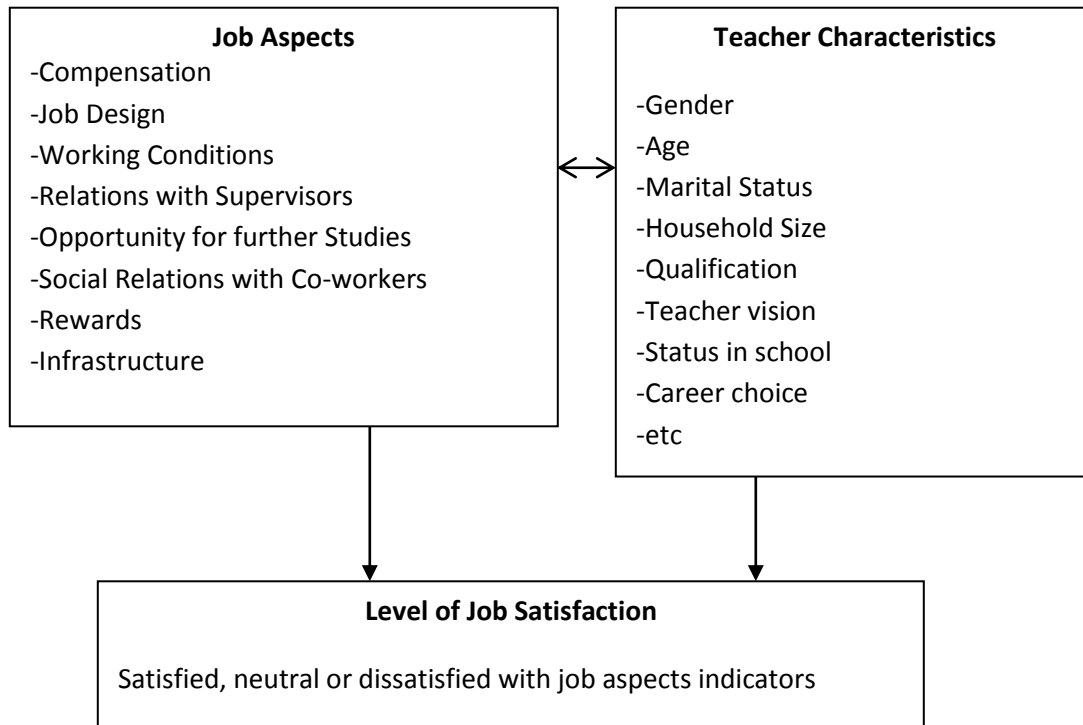 Job Aspects
-Compensation
-Job Design
-Working Conditions
-Relations with Supervisors
-Opportunity for further Studies
-Social Relations with Co-workers
-Rewards
-Infrastructure
Teacher Characteristics
-Gender
-Age
-Marital Status
-Household Size
-Qualification
-Teacher vision
-Status in school
-Career choice
-etc
Level of Job Satisfaction
Satisfied, neutral or dissatisfied with job aspects indicators